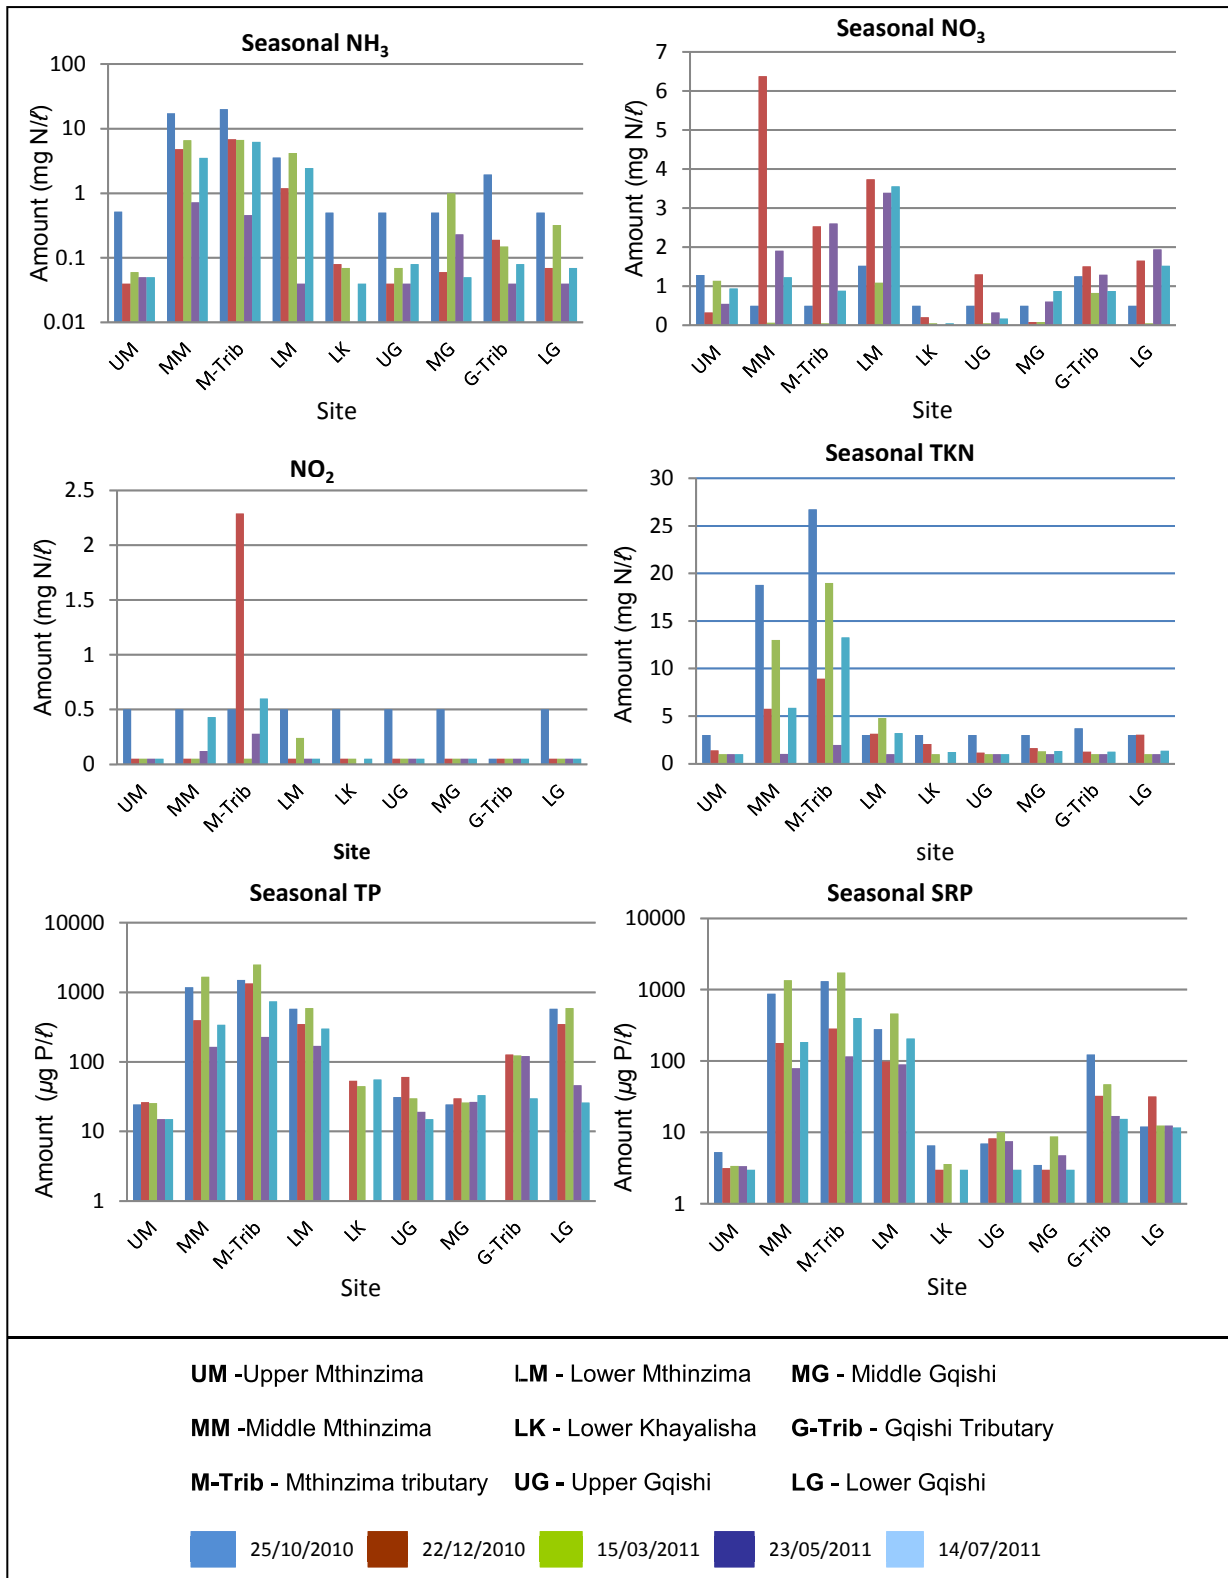 Seasonal NH3
Amount (mg N/ℓ)
100
10
1
0.1
0.01
UM MM M-Trib LM LK UG MG G-Trib LG
Site
Seasonal NO3
Amount (mg N/ℓ)
7
6
5
4
3
2
1
0
UM MM M-Trib LM LK UG MG G-Trib LG
Site
NO2
Amount (mg N/ℓ)
2.5
2
1.5
1
0.5
0
UM MM M-Trib LM LK UG MG G-Trib LG
Site
Seasonal TKN
Amount (mg N/ℓ)
30
25
20
15
10
5
0
UM MM M-Trib LM LK UG MG G-Trib LG
site
Seasonal TP
Amount (µg P/ℓ)
10000
1000
100
10
1
UM MM M-Trib LM LK UG MG G-Trib LG
Site
Seasonal SRP
Amount (µg P/ℓ)
10000
1000
100
10
1
UM MM M-Trib LM LK UG MG G-Trib LG
Site
UM -Upper Mthinzima LM - Lower Mthinzima MG - Middle Gqishi
MM -Middle Mthinzima LK - Lower Khayalisha G-Trib - Gqishi Tributary
M-Trib - Mthinzima tributary UG - Upper Gqishi LG - Lower Gqishi
25/10/2010 22/12/2010 15/03/2011 23/05/2011 14/07/2011